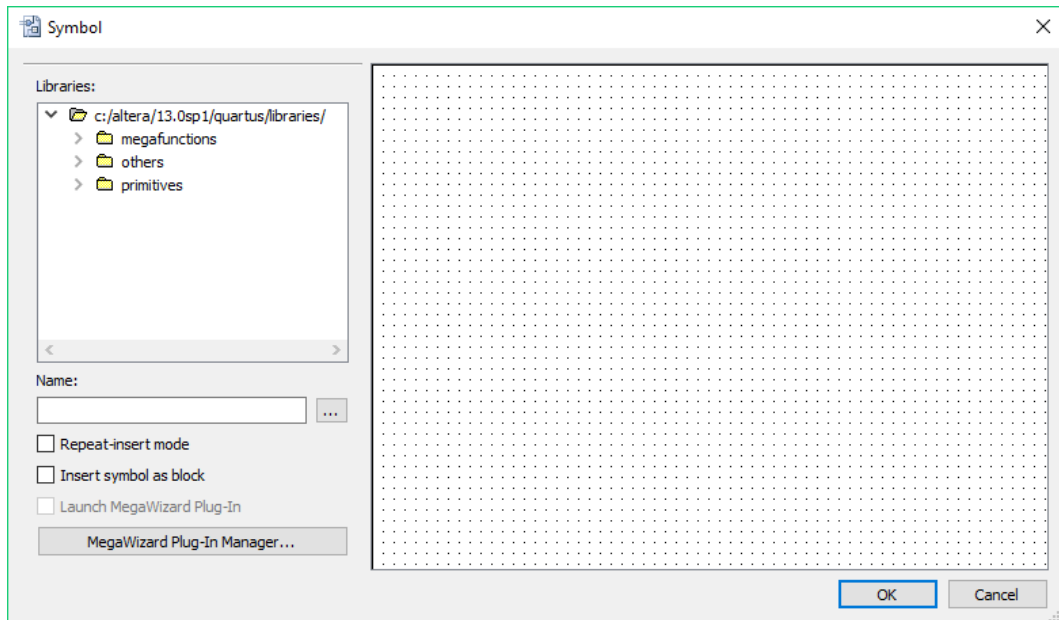 Symbol
Libraries:
c:/altera/13.0sp1/quartus/libraries/
megafunctions
others
primitives
Name:
...
Repeat-insert mode
Insert symbol as block
Launch MegaWizard Plug-In
MegaWizard Plug-In Manager...
OK Cancel